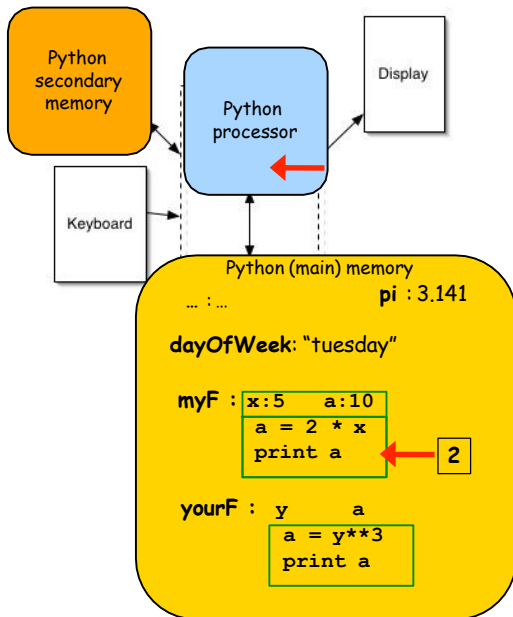 Python
secondary
memory
Python
processor
Display
Keyboard
Python (main) memory
… : …
pi : 3.141
dayOfWeek: “tuesday”
myF : x:5 a:10
a = 2 * x
print a
2
yourF : y a
a = y**3
print a